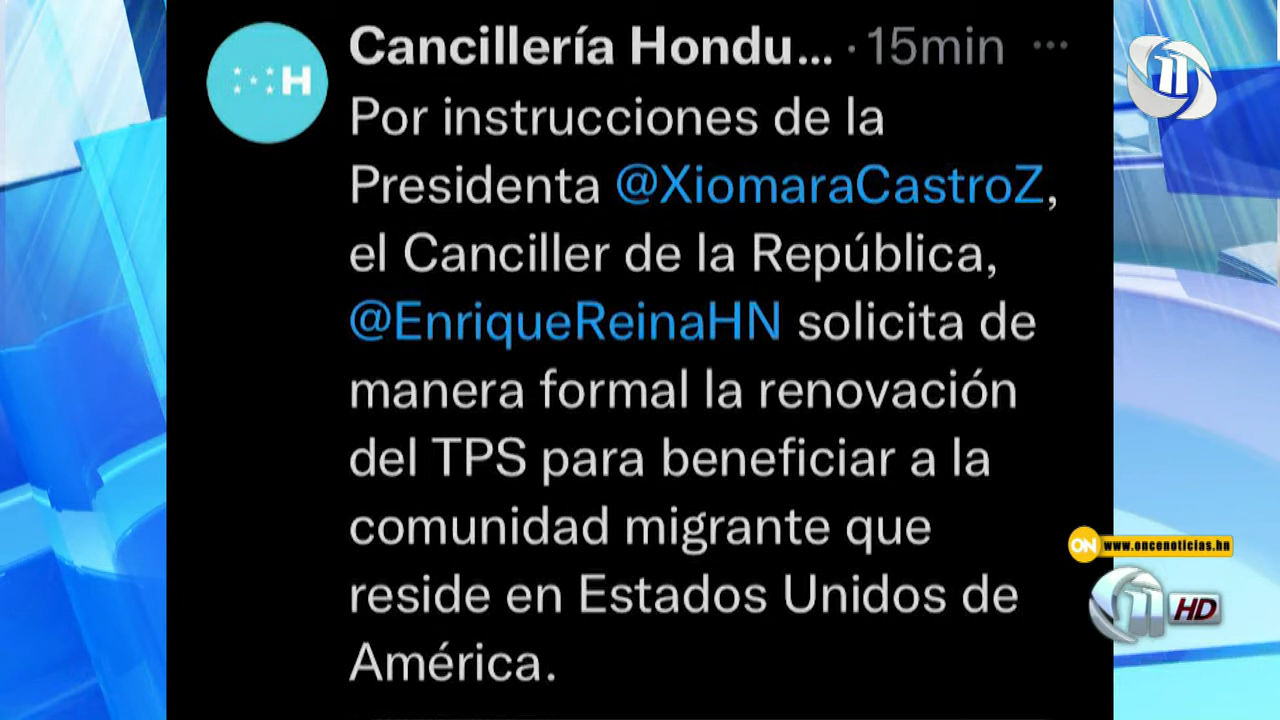 Cancillería Hondu... · 15min ...
Por instrucciones de la
Presidenta @XiomaraCastroZ,
el Canciller de la República,
@EnriqueReinaHN solicita de
manera formal la renovación
del TPS para beneficiar a la
comunidad migrante que
reside en Estados Unidos de
América.
H
11
ON www.oncenoticias.hn
11 HD